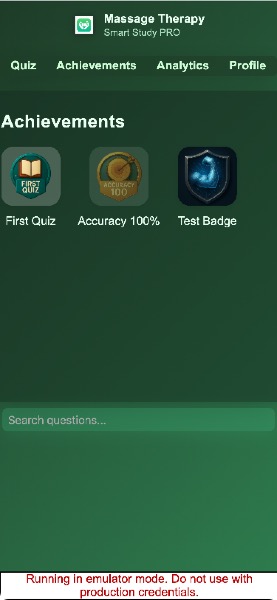 Massage Therapy
Smart Study PRO
Quiz Achievements Analytics Profile
Achievements
FIRST
QUIZ
ACCURACY
100
First Quiz Accuracy 100% Test Badge
Search questions...
Running in emulator mode. Do not use with
production credentials.